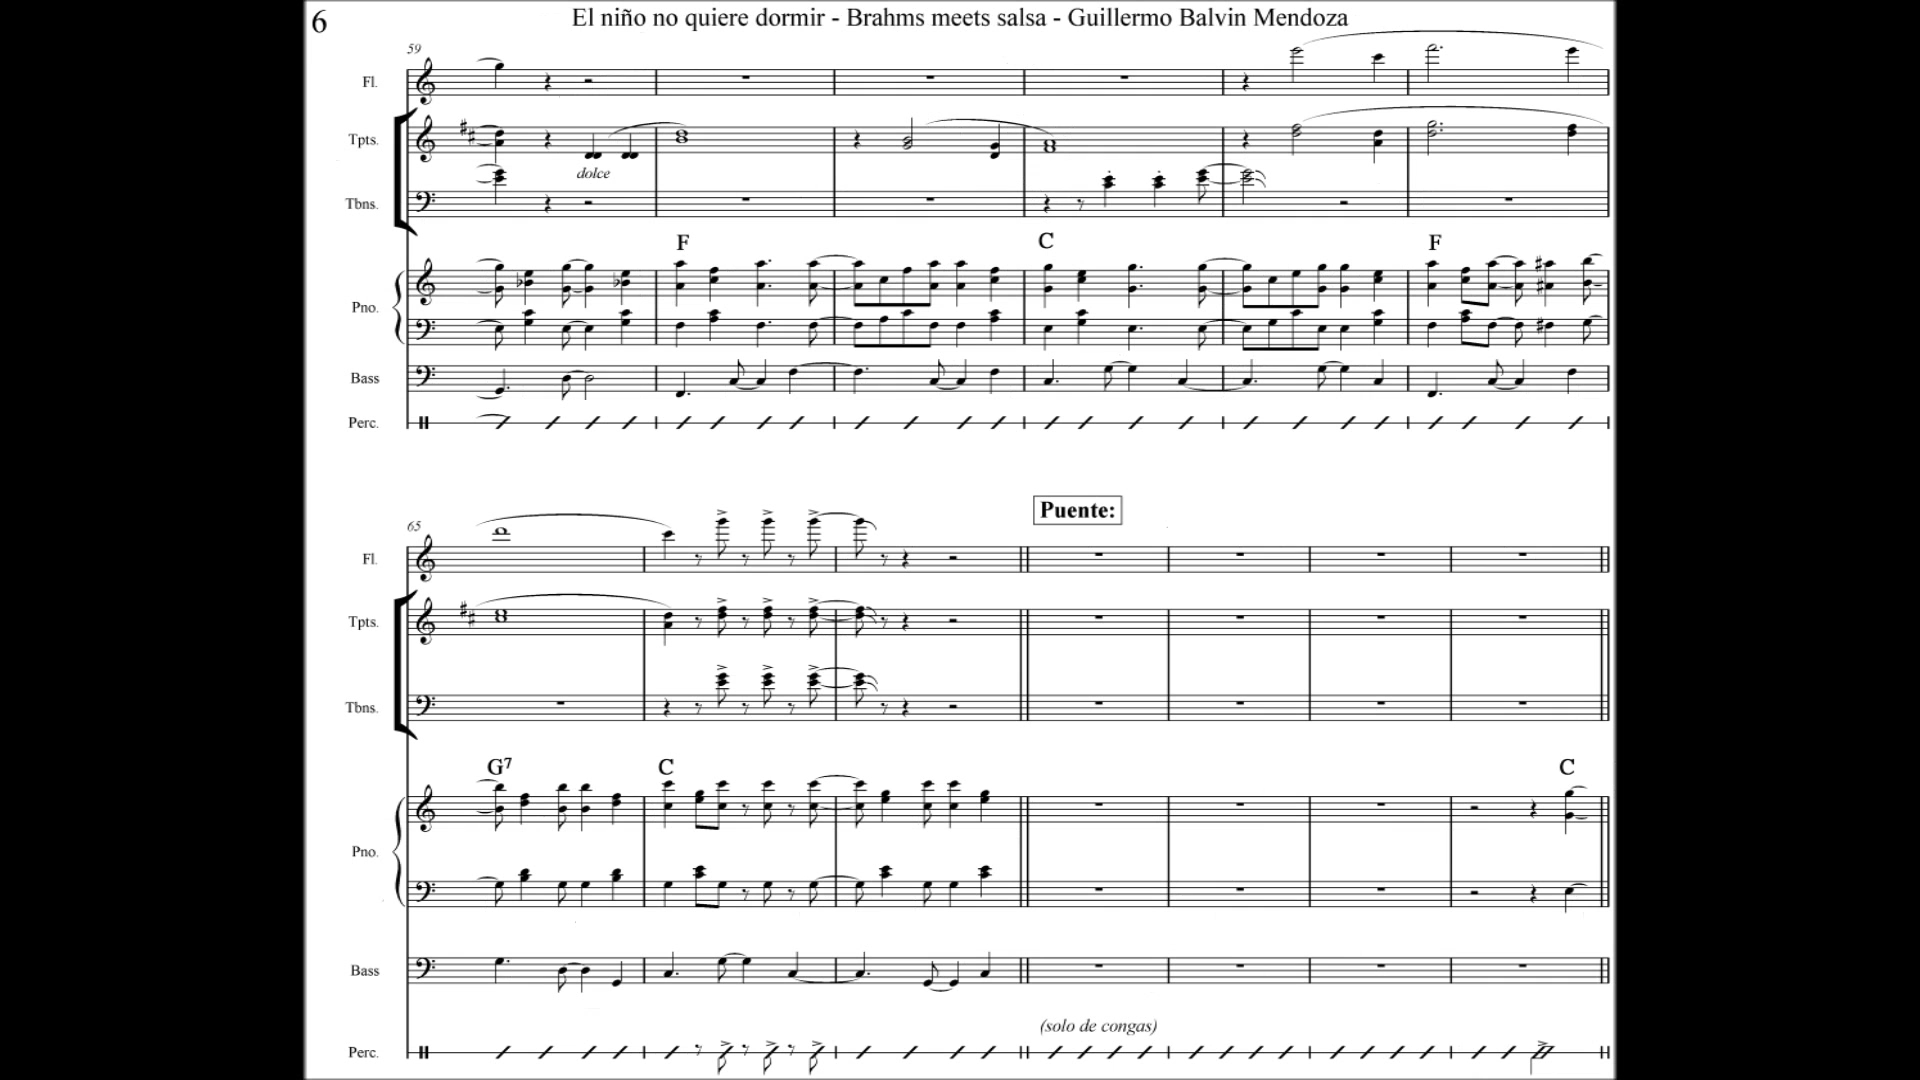 6
El niño no quiere dormir - Brahms meets salsa - Guillermo Balvin Mendoza
59
Fl.
Tpts.
dolce
Tbns.
F C F
Pno.
Bass
Perc.
Puente:
65
Fl.
Tpts.
Tbns.
G7 C C
Pno.
Bass
(solo de congas)
Perc.